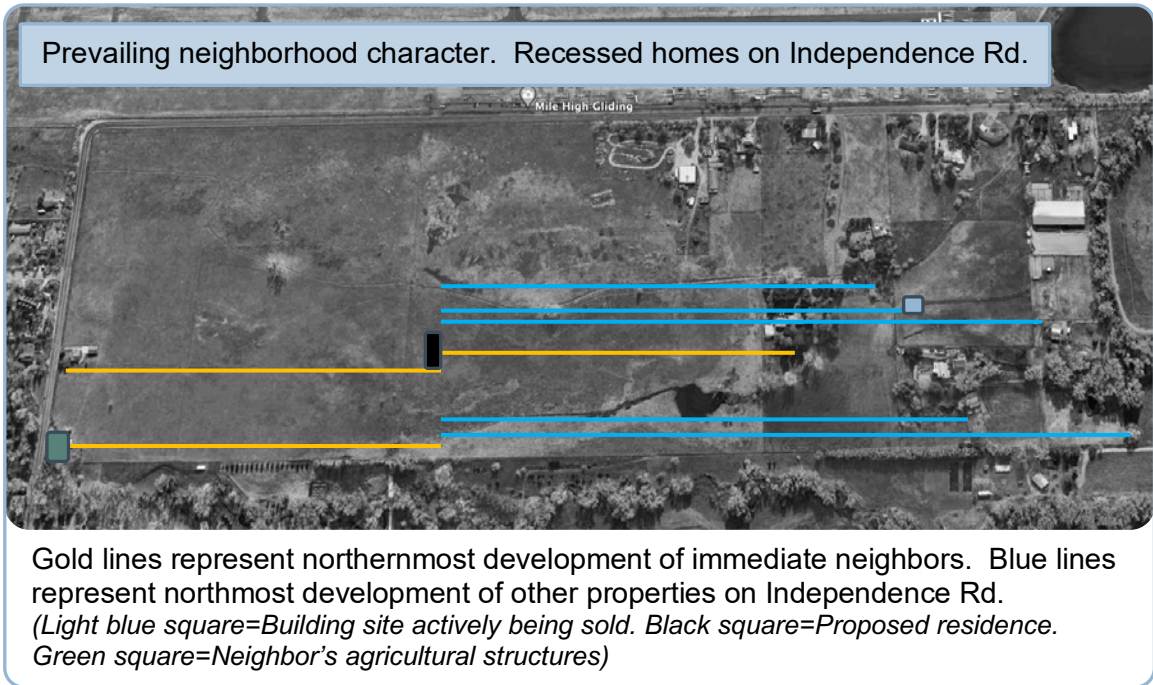 Prevailing neighborhood character.  Recessed homes on Independence Rd.
Mile High Gliding
Gold lines represent northernmost development of immediate neighbors.  Blue lines
represent northmost development of other properties on Independence Rd.
(Light blue square=Building site actively being sold. Black square=Proposed residence.
Green square=Neighbor’s agricultural structures)